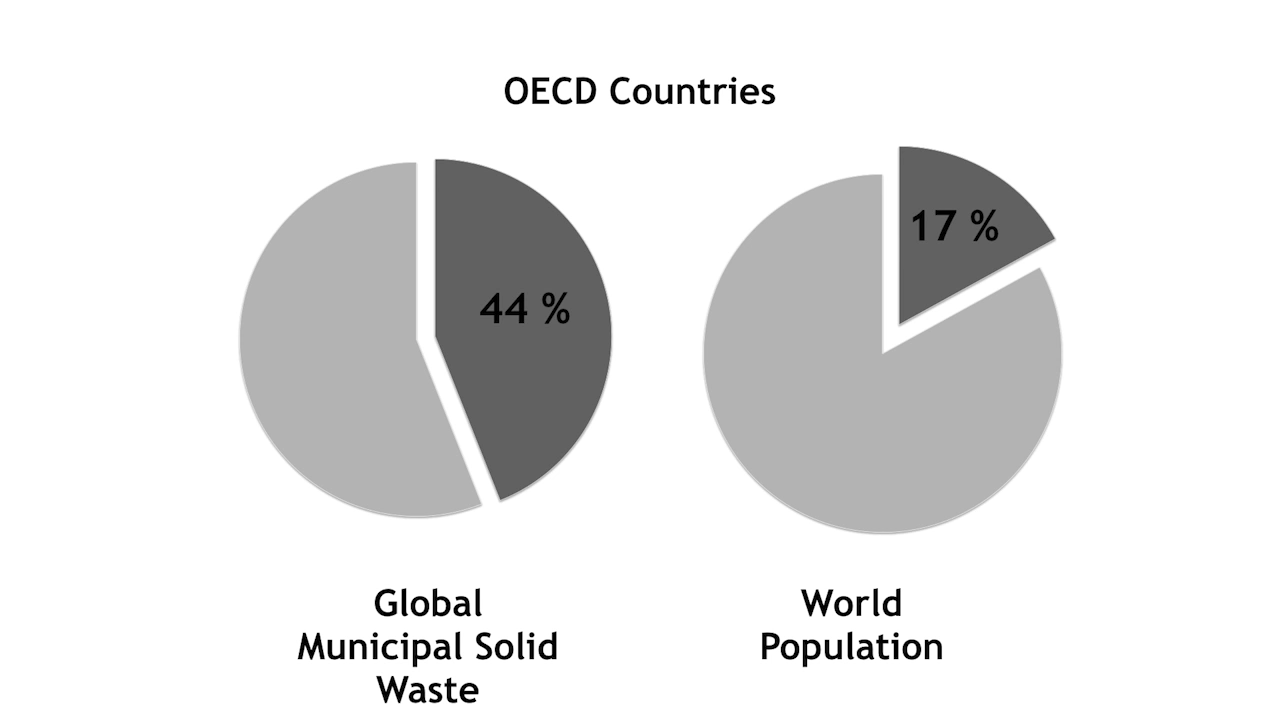 OECD Countries
44 %
17 %
Global
Municipal Solid
Waste
World
Population